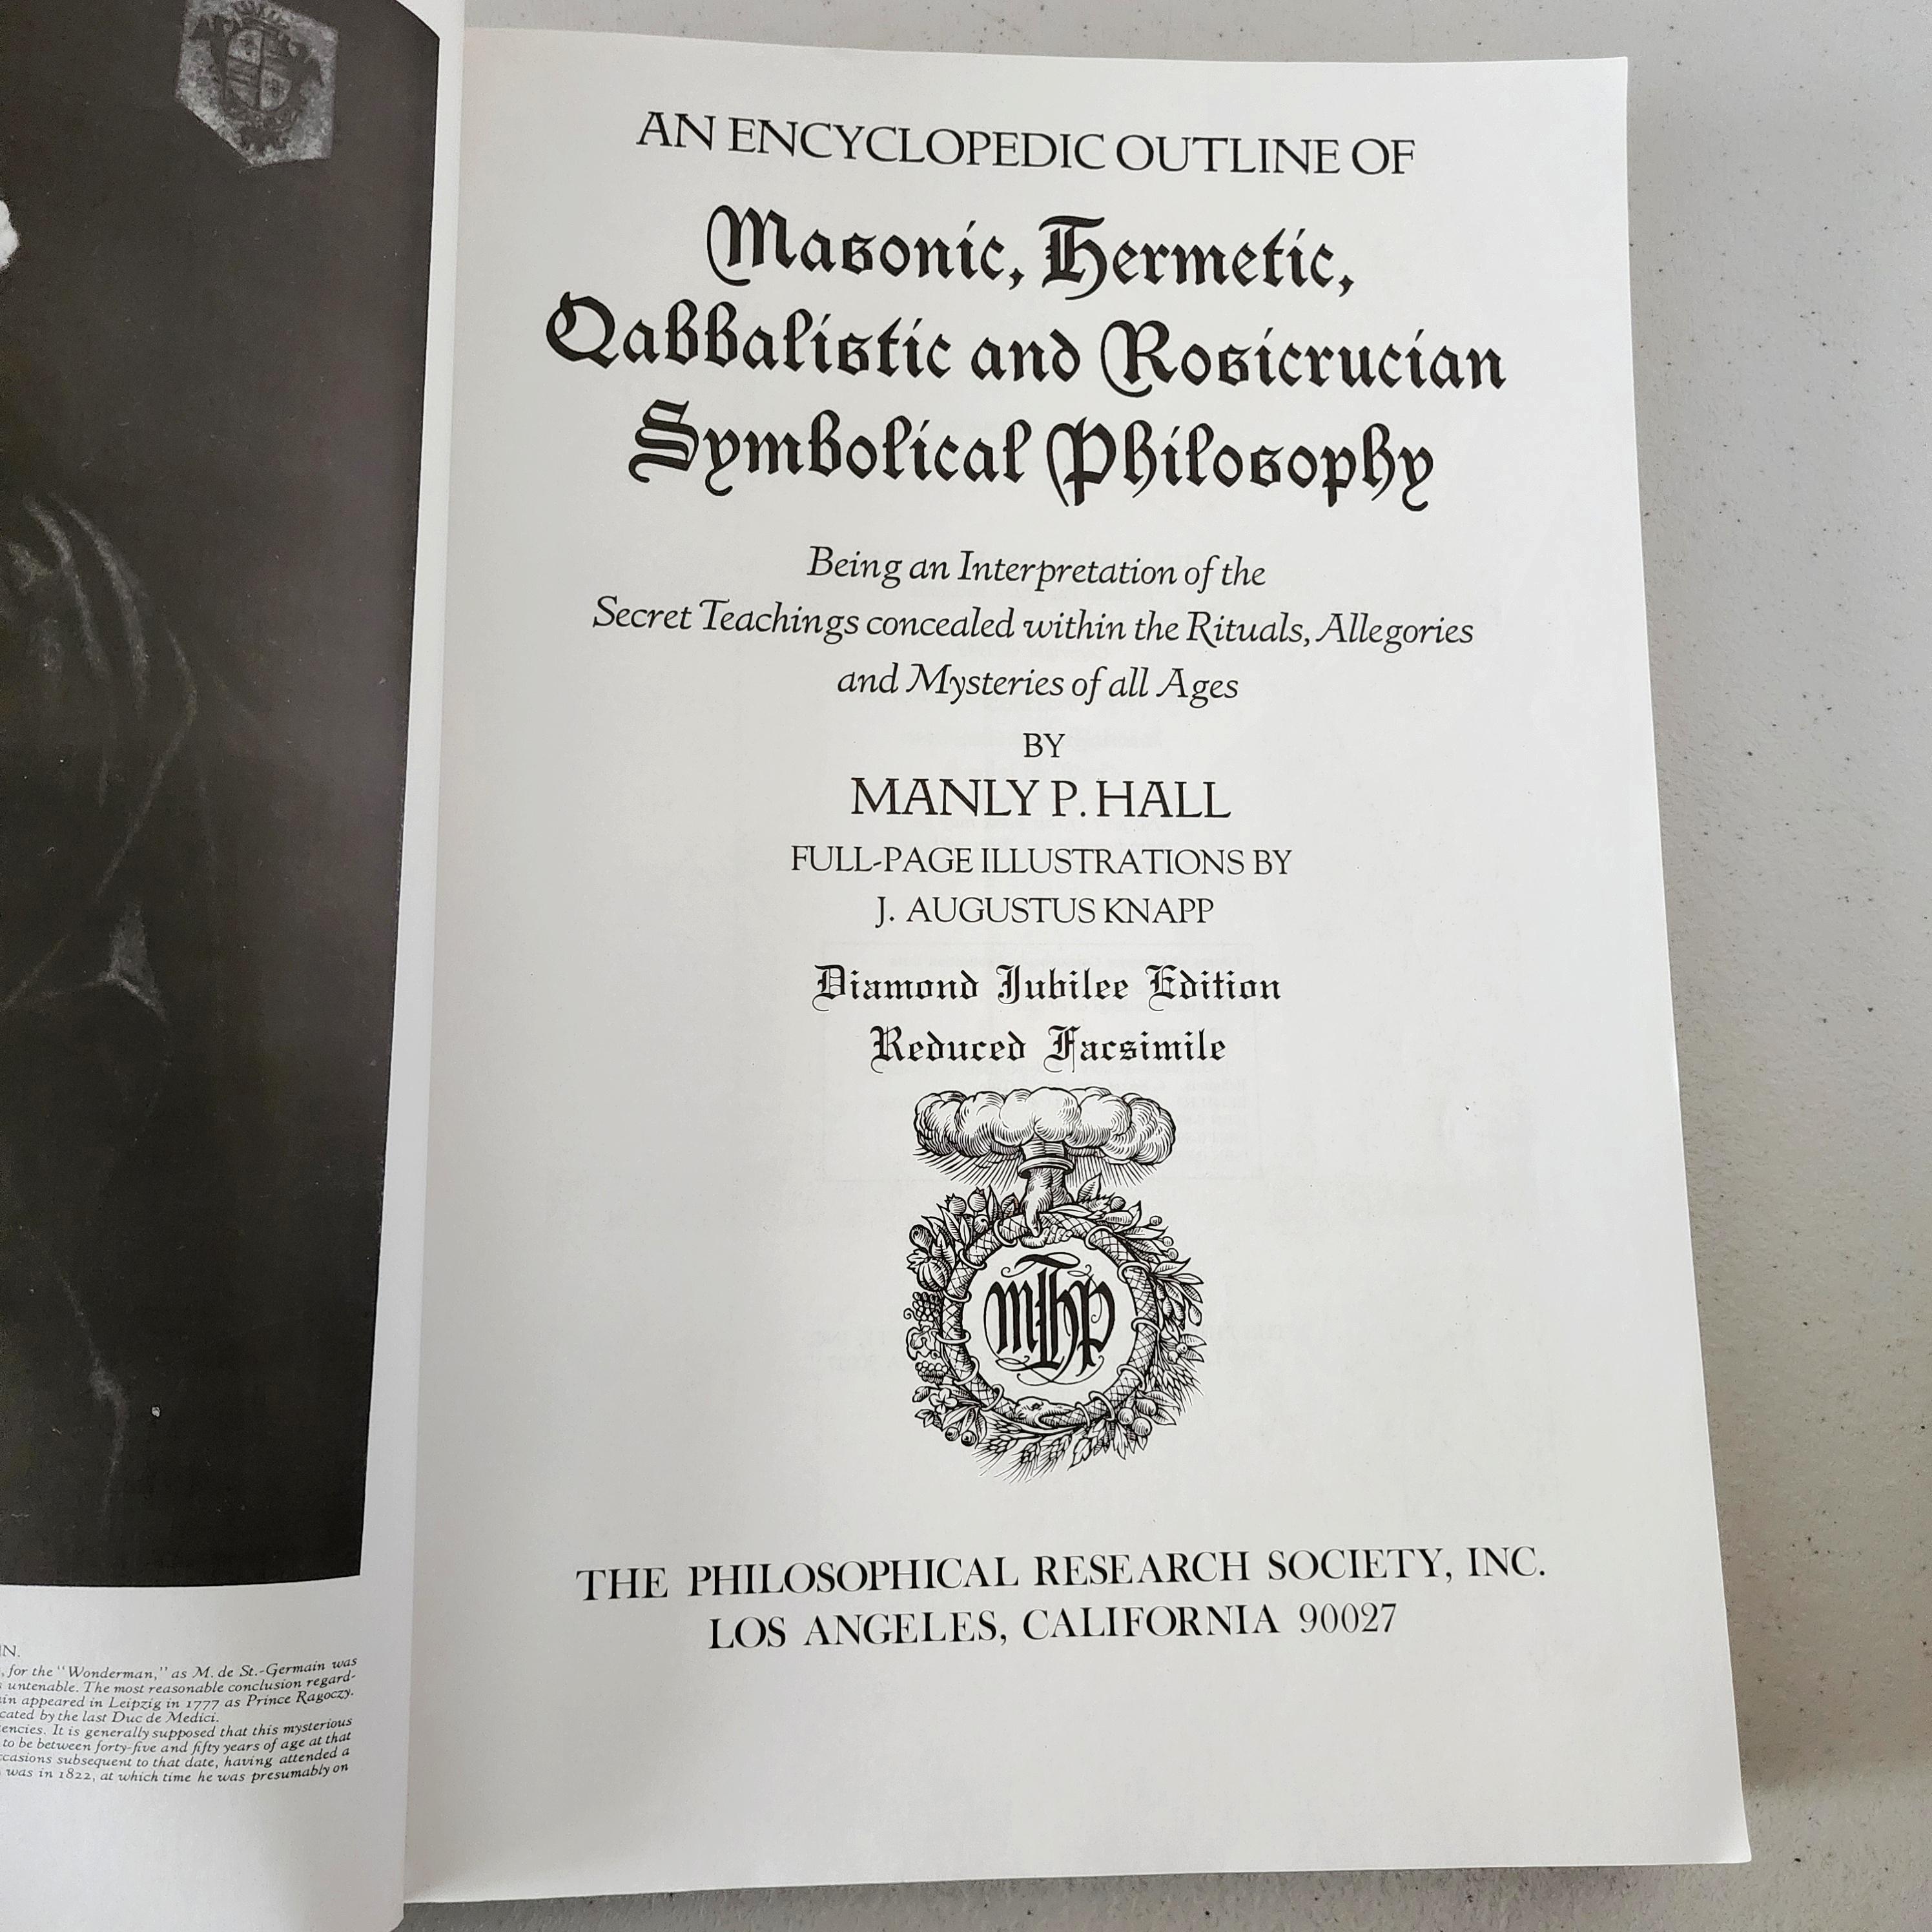 AN ENCYCLOPEDIC OUTLINE OF
Masonic, Hermetic,
Qabbalistic and Rosicrucian
Symbolical Philosophy
Being an Interpretation of the
Secret Teachings concealed within the Rituals, Allegories
and Mysteries of all Ages
BY
MANLY P. HALL
FULL-PAGE ILLUSTRATIONS BY
J. AUGUSTUS KNAPP
Diamond Jubilee Edition
Reduced Facsimile
mhp
THE PHILOSOPHICAL RESEARCH SOCIETY, INC.
LOS ANGELES, CALIFORNIA 90027
, for the "Wonderman," as M. de St.-Germain was
untenable. The most reasonable conclusion regard-
appeared in Leipzig in 1777 as Prince Ragoczy.
by the last Duc de Medici.
It is generally supposed that this mysterious
to be between forty-five and fifty years of age at that
subsequent to that date, having attended a
was in 1822, at which time he was presumably on